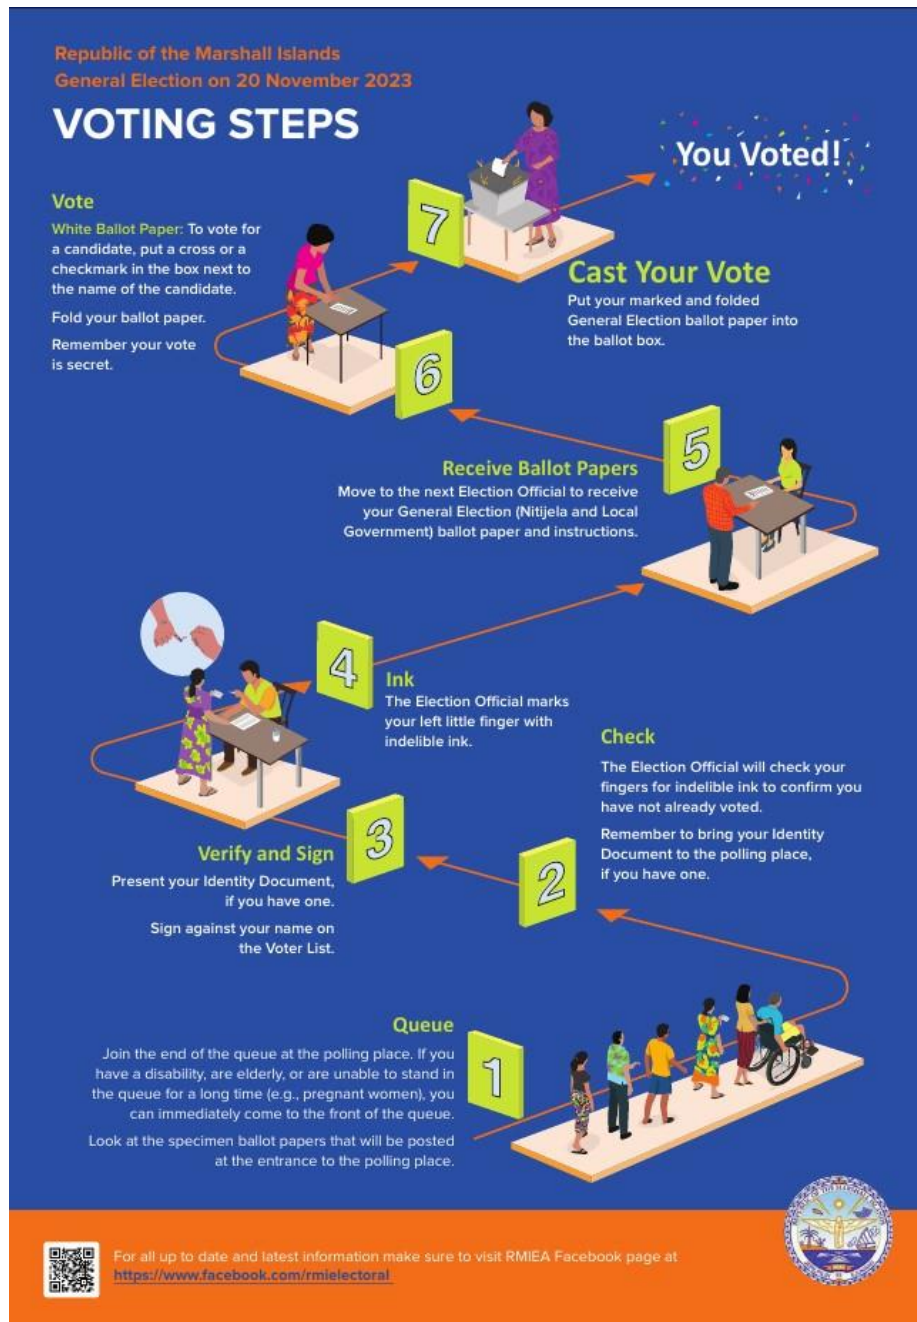 Republic of the Marshall Islands
General Election on 20 November 2023
VOTING STEPS
You Voted!
7
Cast Your Vote
Put your marked and folded
General Election ballot paper into
the ballot box.
Vote
White Ballot Paper: To vote for
a candidate, put a cross or a
checkmark in the box next to
the name of the candidate.
Fold your ballot paper.
Remember your vote
is secret.
6
5
Receive Ballot Papers
Move to the next Election Official to receive
your General Election (Nitijela and Local
Government) ballot paper and instructions.
4
Ink
The Election Official marks
your left little finger with
indelible ink.
Check
The Election Official will check your
fingers for indelible ink to confirm you
have not already voted.
Remember to bring your Identity
Document to the polling place,
if you have one.
3
Verify and Sign
Present your Identity Document,
if you have one.
Sign against your name on
the Voter List.
2
Queue
Join the end of the queue at the polling place. If you
have a disability, are elderly, or are unable to stand in
the queue for a long time (e.g., pregnant women), you
can immediately come to the front of the queue.
Look at the specimen ballot papers that will be posted
at the entrance to the polling place.
1
For all up to date and latest information make sure to visit RMIEA Facebook page at
https://www.facebook.com/rmielectoral